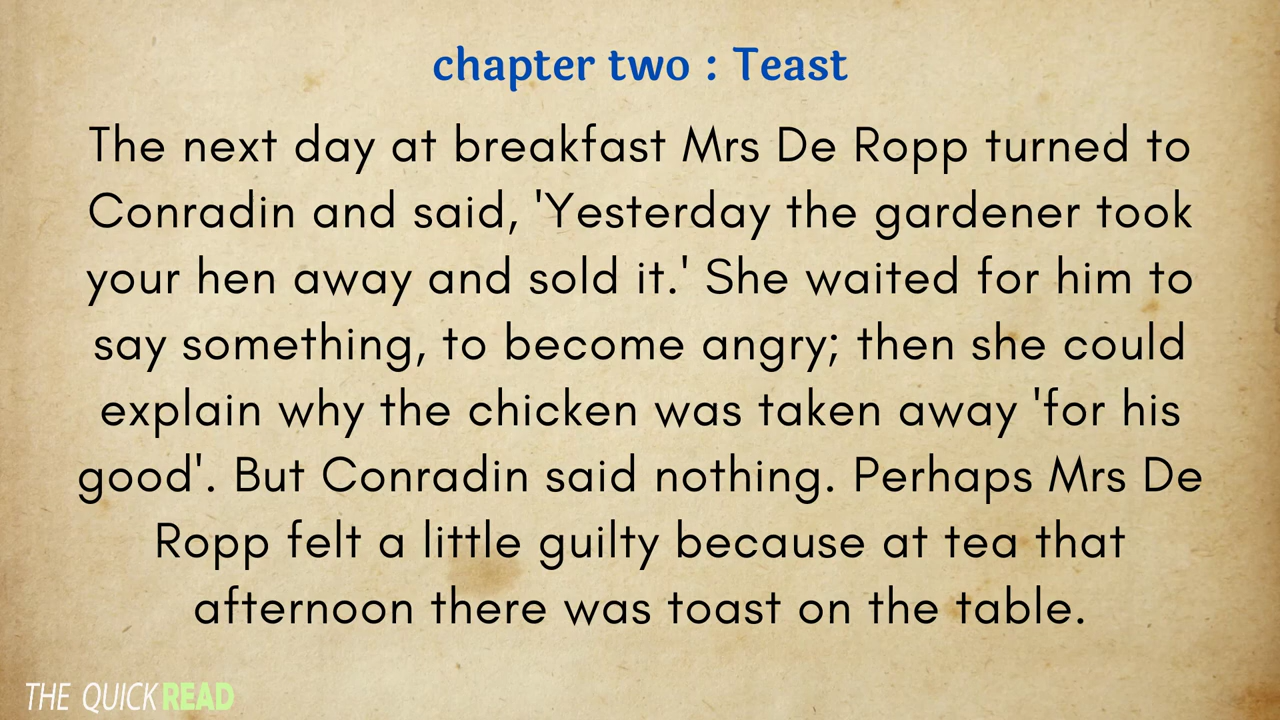 chapter two : Teast
The next day at breakfast Mrs De Ropp turned to
Conradin and said, 'Yesterday the gardener took
your hen away and sold it.' She waited for him to
say something, to become angry; then she could
explain why the chicken was taken away 'for his
good'. But Conradin said nothing. Perhaps Mrs De
Ropp felt a little guilty because at tea that
afternoon there was toast on the table.
THE QUICK READ